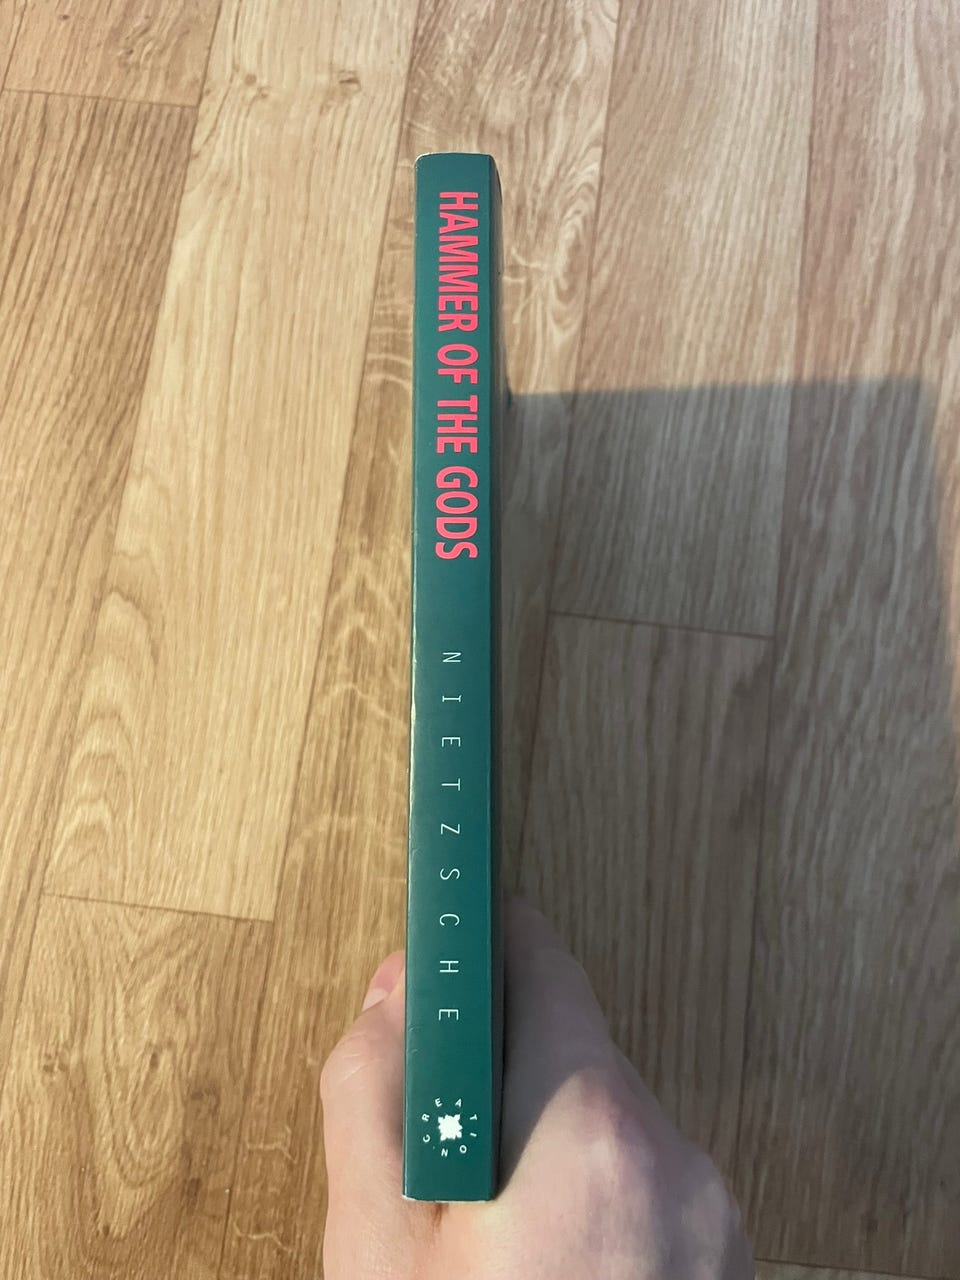 HAMMER OF THE GODS
NIETZSCHE
CREATION